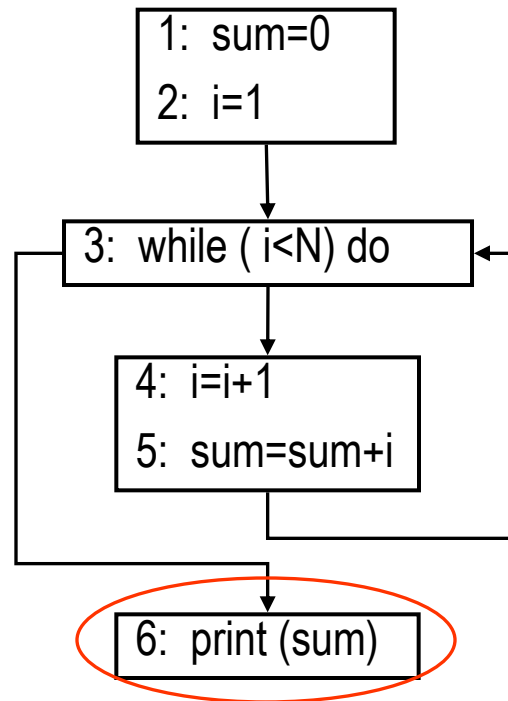 1: sum=0
2: i=1
3: while ( i<N) do
4: i=i+1
5: sum=sum+i
6: print (sum)